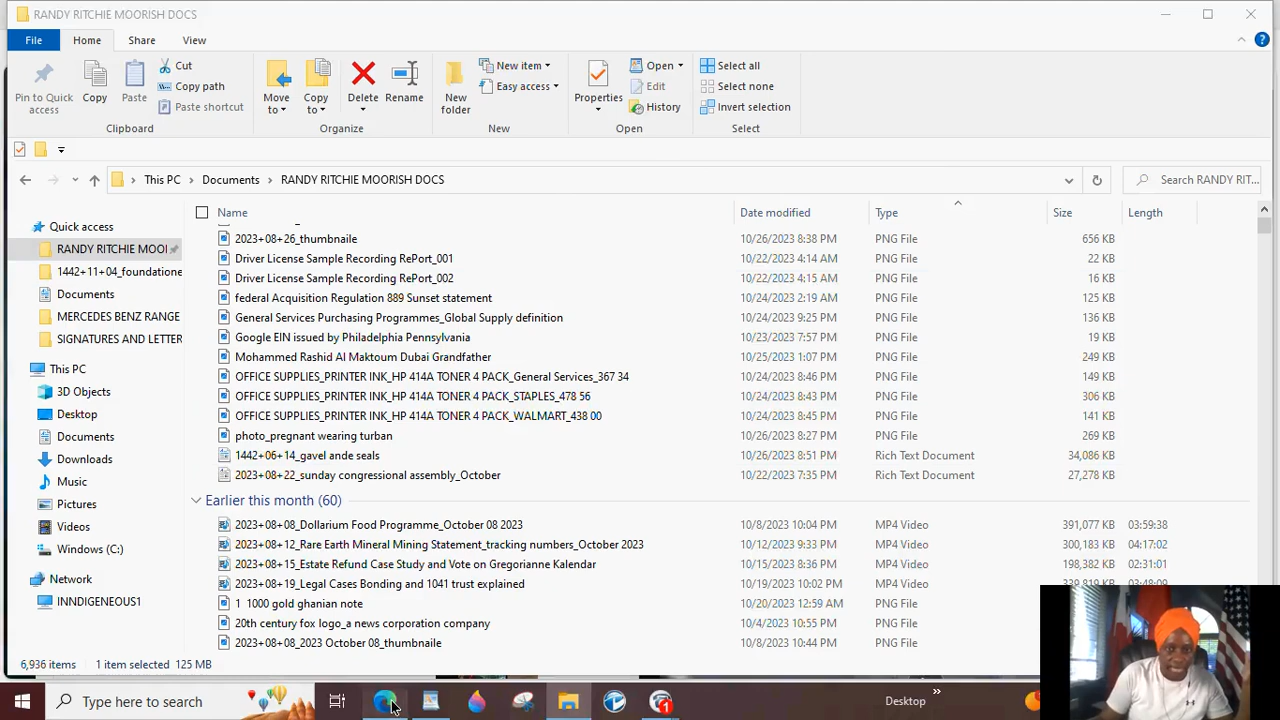 RANDY RITCHIE MOORISH DOCS
File Home Share View
Pin to Quick access
Copy
Paste
Cut
Copy path
Paste shortcut
Clipboard
Move to
Copy to
Delete
Rename
Organize
New folder
New item
Easy access
New
Properties
Open
Edit
History
Open
Select all
Select none
Invert selection
Select
This PC > Documents > RANDY RITCHIE MOORISH DOCS
Search RANDY RIT...
Name Date modified Type Size Length
Quick access
RANDY RITCHIE MOOI
1442+11+04_foundatione
Documents
MERCEDES BENZ RANGE
SIGNATURES AND LETTER
This PC
3D Objects
Desktop
Documents
Downloads
Music
Pictures
Videos
Windows (C:)
Network
INNDIGENEOUS1
2023+08+26_thumbnaile 10/26/2023 8:38 PM PNG File 656 KB
Driver License Sample Recording RePort_001 10/22/2023 4:14 AM PNG File 22 KB
Driver License Sample Recording RePort_002 10/22/2023 4:15 AM PNG File 16 KB
federal Acquisition Regulation 889 Sunset statement 10/24/2023 2:19 AM PNG File 125 KB
General Services Purchasing Programmes_Global Supply definition 10/24/2023 9:25 PM PNG File 136 KB
Google EIN issued by Philadelphia Pennsylvania 10/23/2023 7:57 PM PNG File 19 KB
Mohammed Rashid Al Maktoum Dubai Grandfather 10/25/2023 1:07 PM PNG File 249 KB
OFFICE SUPPLIES_PRINTER INK_HP 414A TONER 4 PACK_General Services_367 34 10/24/2023 8:46 PM PNG File 149 KB
OFFICE SUPPLIES_PRINTER INK_HP 414A TONER 4 PACK_STAPLES_478 56 10/24/2023 8:43 PM PNG File 306 KB
OFFICE SUPPLIES_PRINTER INK_HP 414A TONER 4 PACK_WALMART_438 00 10/24/2023 8:45 PM PNG File 141 KB
photo_pregnant wearing turban 10/26/2023 8:27 PM PNG File 269 KB
1442+06+14_gavel ande seals 10/26/2023 8:51 PM Rich Text Document 34,086 KB
2023+08+22_sunday congressional assembly_October 10/22/2023 7:35 PM Rich Text Document 27,278 KB
Earlier this month (60)
2023+08+08_Dollarium Food Programme_October 08 2023 10/8/2023 10:04 PM MP4 Video 391,077 KB 03:59:38
2023+08+12_Rare Earth Mineral Mining Statement_tracking numbers_October 2023 10/12/2023 9:33 PM MP4 Video 300,183 KB 04:17:02
2023+08+15_Estate Refund Case Study and Vote on Gregorianne Kalendar 10/15/2023 8:36 PM MP4 Video 198,382 KB 02:31:01
2023+08+19_Legal Cases Bonding and 1041 trust explained 10/19/2023 10:02 PM MP4 Video 339,819 KB 03:48:09
1 1000 gold ghanian note 10/20/2023 12:59 AM PNG File
20th century fox logo_a news corporation company 10/4/2023 10:55 PM PNG File
2023+08+08_2023 October 08_thumbnaile 10/8/2023 10:44 PM PNG File
6,936 items 1 item selected 125 MB
Type here to search
1
Desktop